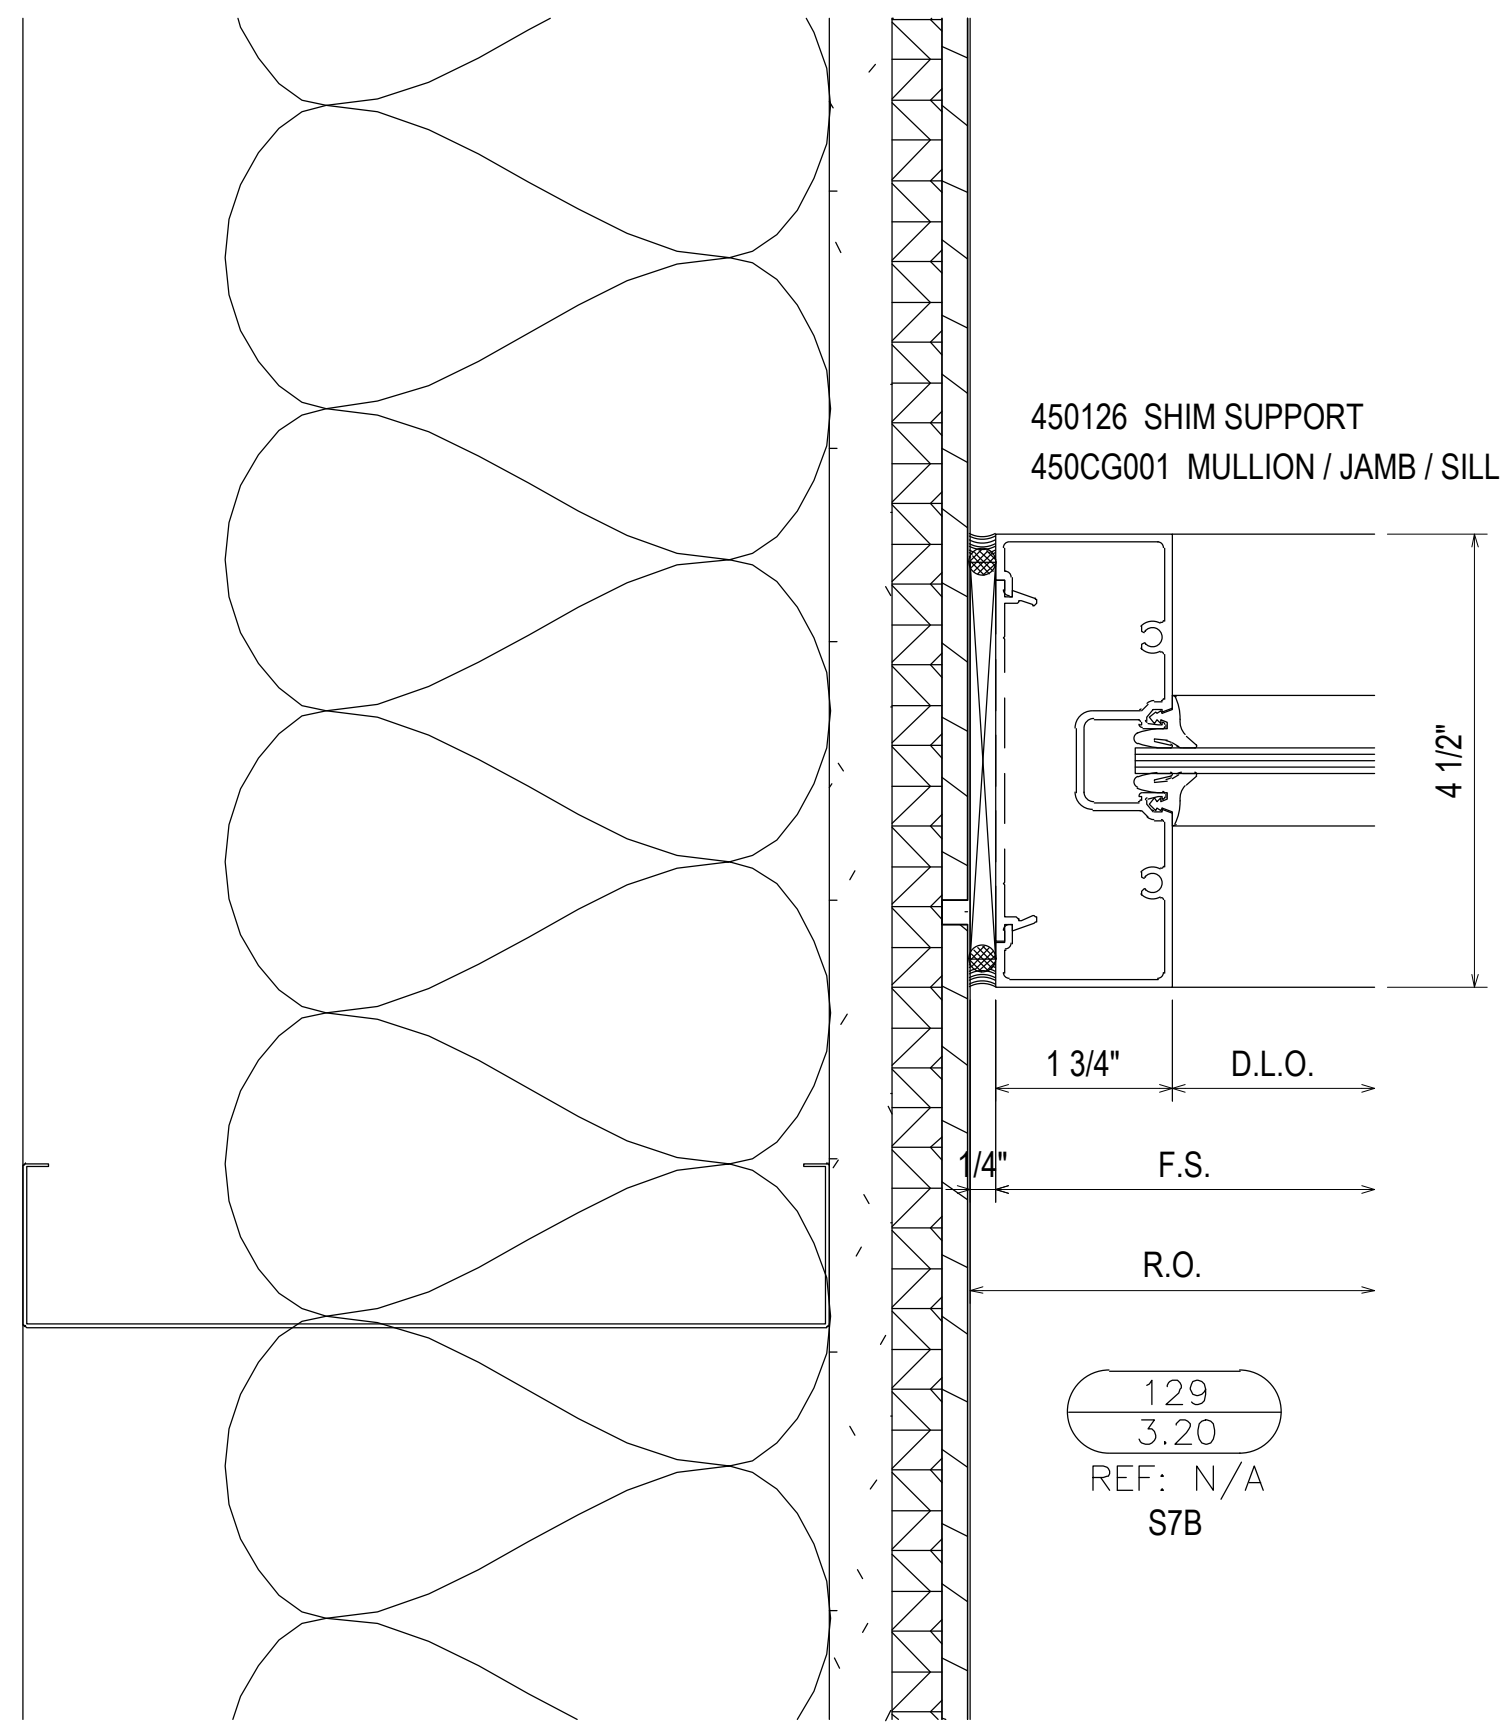 450126 SHIM SUPPORT
450CG001 MULLION / JAMB / SILL
4 1/2"
1 3/4"
D.L.O.
1/4"
F.S.
R.O.
129
3.20
REF: N/A
S7B